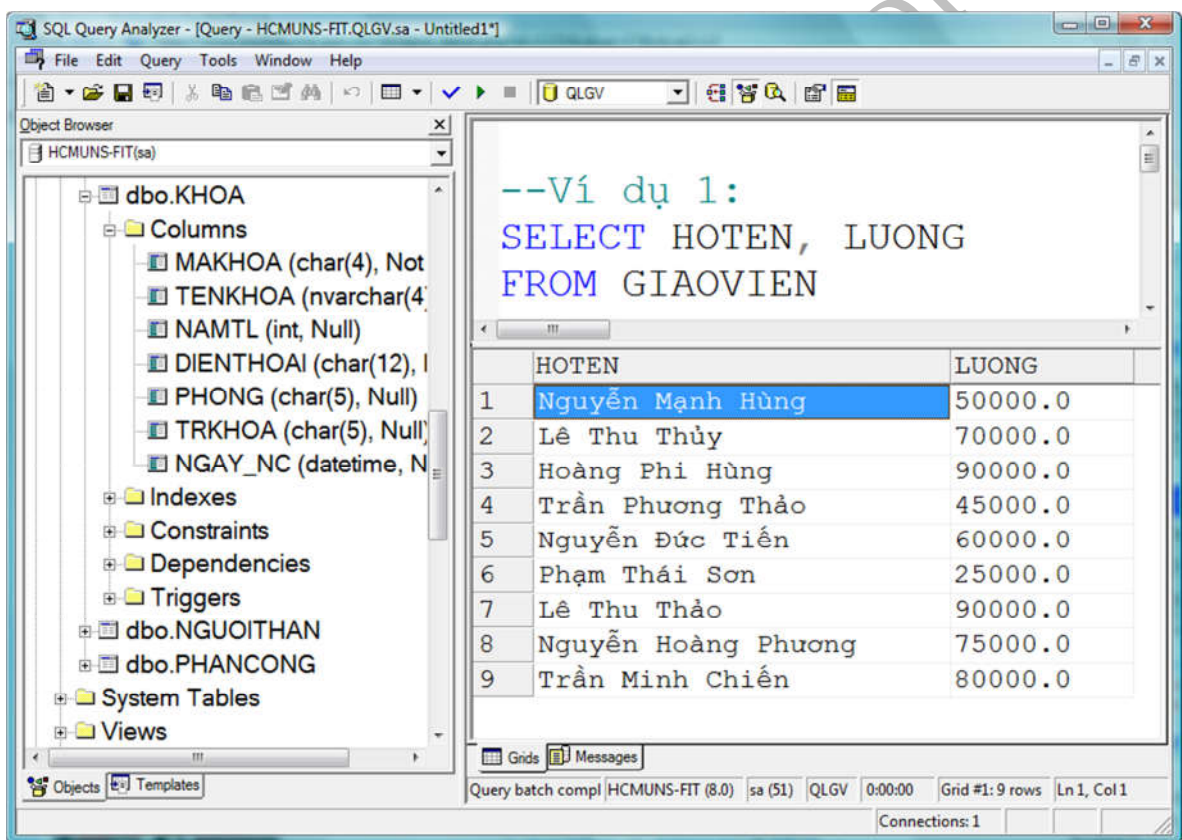 SQL Query Analyzer - [Query - HCMUNS-FIT.QLGV.sa - Untitled1*]
File Edit Query Tools Window Help
QLGV
Object Browser
HCMUNS-FIT(sa)
dbo.KHOA
Columns
MAKHOA (char(4), Not
TENKHOA (nvarchar(4
NAMTL (int, Null)
DIENTHOAI (char(12),
PHONG (char(5), Null)
TRKHOA (char(5), Null)
NGAY_NC (datetime, N
Indexes
Constraints
Dependencies
Triggers
dbo.NGUOITHAN
dbo.PHANCONG
System Tables
Views
Objects Templates
--Ví dụ 1:
SELECT HOTEN, LUONG
FROM GIAOVIEN
HOTEN LUONG
1 Nguyễn Mạnh Hùng 50000.0
2 Lê Thu Thủy 70000.0
3 Hoàng Phi Hùng 90000.0
4 Trần Phương Thảo 45000.0
5 Nguyễn Đức Tiến 60000.0
6 Phạm Thái Sơn 25000.0
7 Lê Thu Thảo 90000.0
8 Nguyễn Hoàng Phương 75000.0
9 Trần Minh Chiến 80000.0
Grids Messages
Query batch compl HCMUNS-FIT (8.0) sa (51) QLGV 0:00:00 Grid #1: 9 rows Ln 1, Col 1
Connections: 1